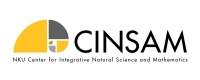 CINSAM
NKU Center for Integrative Natural Science and Mathematics